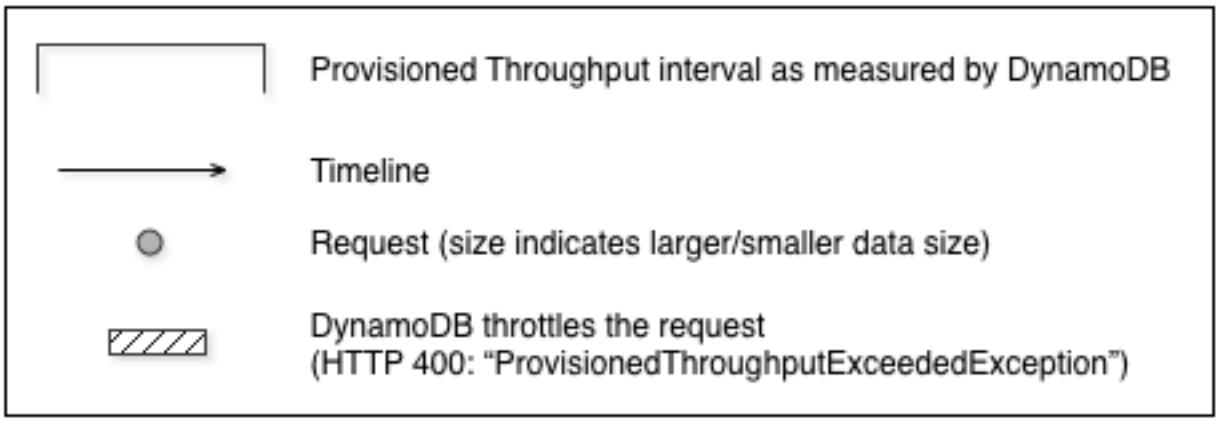 Provisioned Throughput interval as measured by DynamoDB
Timeline
Request (size indicates larger/smaller data size)
DynamoDB throttles the request
(HTTP 400: “ProvisionedThroughputExceededException”)